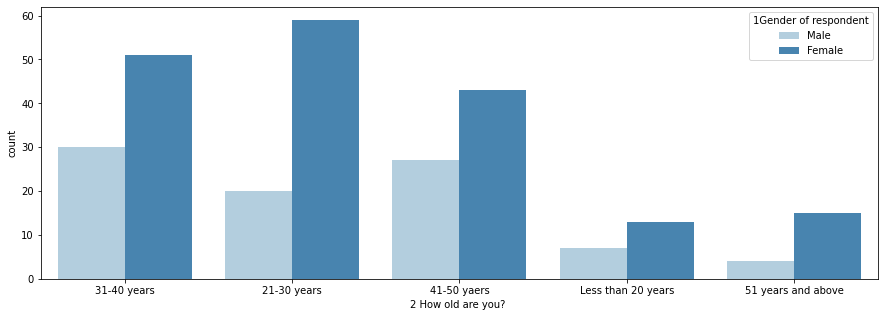 60
50
40
30
20
10
0
count
1Gender of respondent
Male
Female
31-40 years
21-30 years
41-50 yaers
Less than 20 years
51 years and above
2 How old are you?